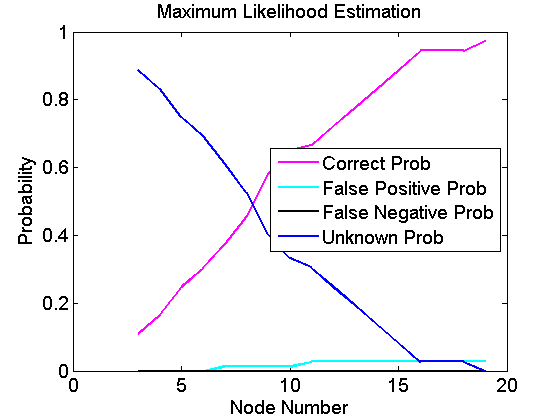 Maximum Likelihood Estimation
1
0.8
0.6
0.4
0.2
0
Probability
Correct Prob
False Positive Prob
False Negative Prob
Unknown Prob
0 5 10 15 20
Node Number